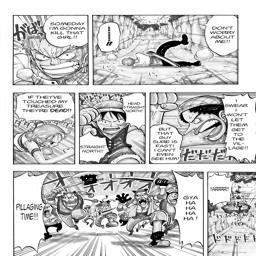 DON'T
WORRY
ABOUT
ME!!
SOMEDAY
I'M GONNA
KILL THAT
GIRL!!
SWEAR
WON'T
LET
THEM
GET TO
THE
VIL-
LAGE!!
BUT
THAT
GUY
SURE IS
FAST! I
CAN'T
EVEN
SEE HIM!
HEAD
STRAIGHT
NORTH!
STRAIGHT
NORTH!!
IF THEY'VE
TOUCHED MY
TREASURE
THEY'RE DEAD!!
GYA
HA
HA
HA
HA!
PILLAGING
TIME!!!